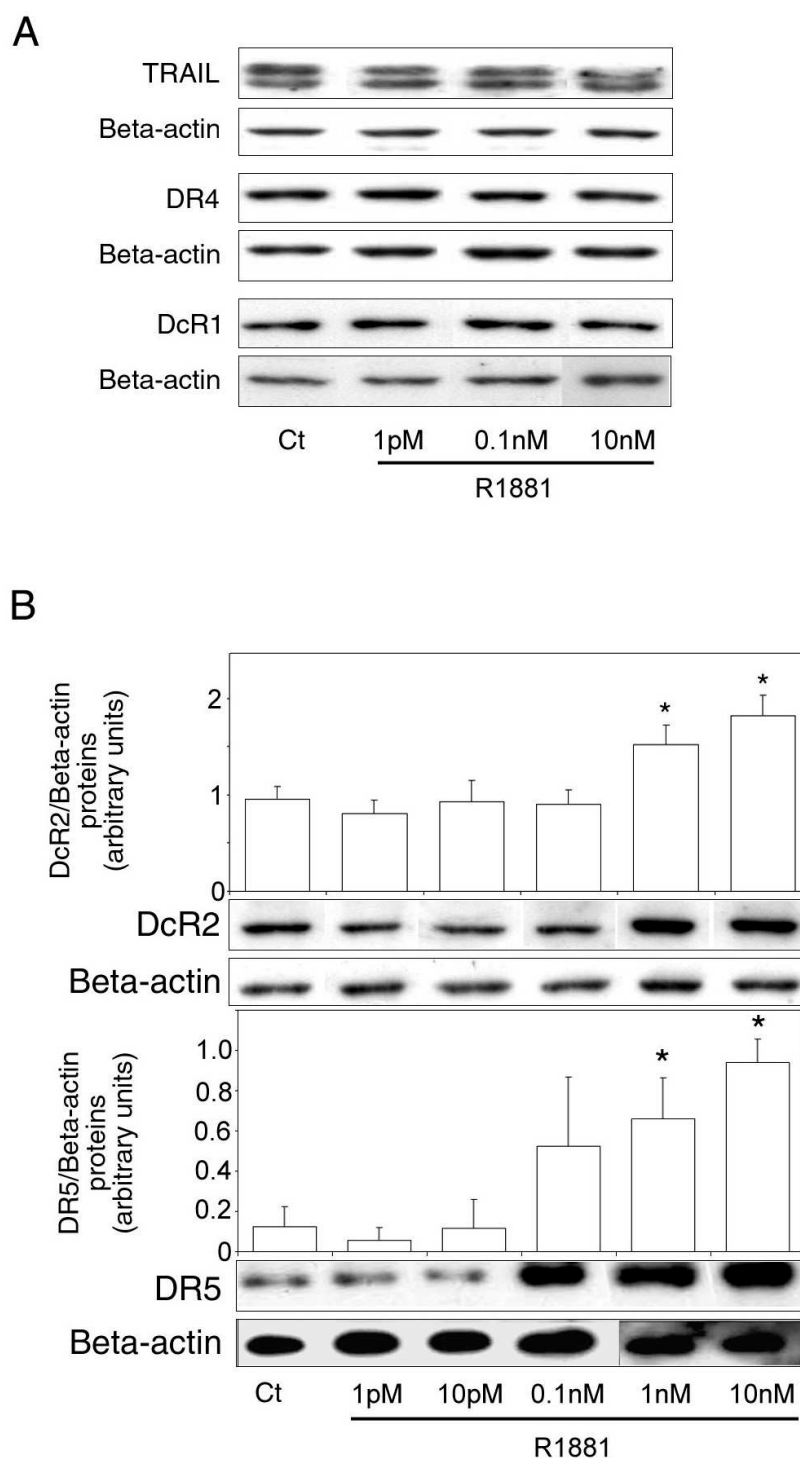 A
TRAIL
Beta-actin
DR4
Beta-actin
DcR1
Beta-actin
Ct 1pM 0.1nM 10nM
R1881
B
DcR2/Beta-actin
proteins
(arbitrary units)
2
1
0
* *
DcR2
Beta-actin
DR5/Beta-actin
proteins
(arbitrary units)
1.0
0.8
0.6
0.4
0.2
0
* *
DR5
Beta-actin
Ct 1pM 10pM 0.1nM 1nM 10nM
R1881